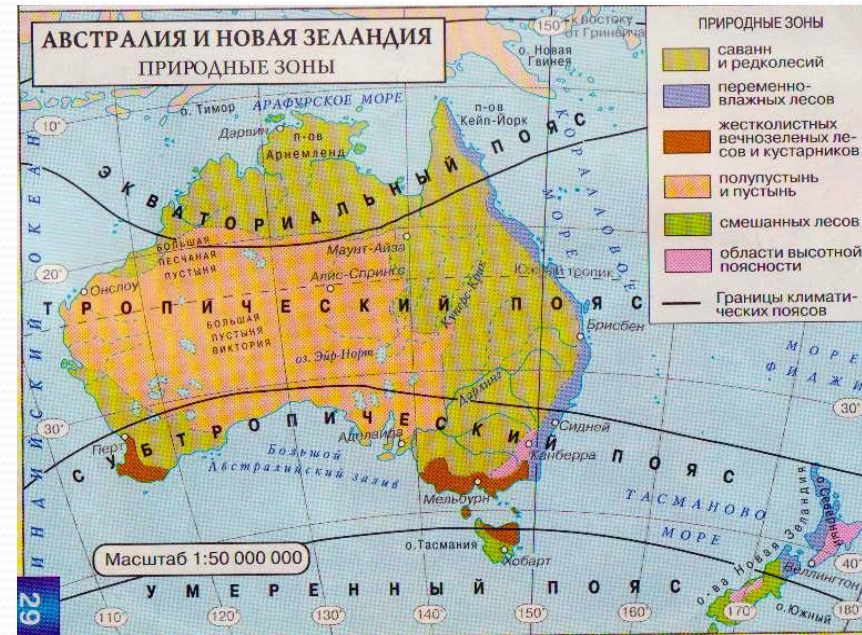 АВСТРАЛИЯ И НОВАЯ ЗЕЛАНДИЯ
ПРИРОДНЫЕ ЗОНЫ
150°
к востоку
от Гринвича
о. Новая
Гвинея
ПРИРОДНЫЕ ЗОНЫ
саванн
и редколесий
переменно-
влажных лесов
жестколистных
вечнозеленых ле-
сов и кустарников
полупустынь
и пустынь
смешанных лесов
области высотной
поясности
Границы климати-
ческих поясов
о. Тимор
АРАФУРСКОЕ МОРЕ
10°
Дарвин
п-ов
Арнемленд
п-ов
Кейп-Йорк
КОРАЛЛОВОЕ
МОРЕ
ЭКВАТОРИАЛЬНЫЙ ПОЯС
БОЛЬШАЯ
ПЕСЧАНАЯ
ПУСТЫНЯ
Маунт-Айза
20°
Онслоу
Алис-Спрингс
Южный тропик
ТРОПИЧЕСКИЙ ПОЯС
БОЛЬШАЯ
ПУСТЫНЯ
ВИКТОРИЯ
Куперс-Крик
Брисбен
оз. Эйр-Норт
Дарлинг
МОРЕ
ФИДЖИ
30°
30°
Перт
СУБТРОПИЧЕСКИЙ ПОЯС
Аделаида
Сидней
Канберра
Большой
Австралийский залив
Мельбурн
ТАСМАНОВО
МОРЕ
о.Северный
о-ва Новая Зеландия
Масштаб 1:50 000 000
о.Тасмания
Хобарт
40°
Веллингтон
УМЕРЕННЫЙ ПОЯС
о.Южный
ИНДИЙСКИЙ ОКЕАН
29
110°
120°
130°
140°
150°
160°
170°
180°